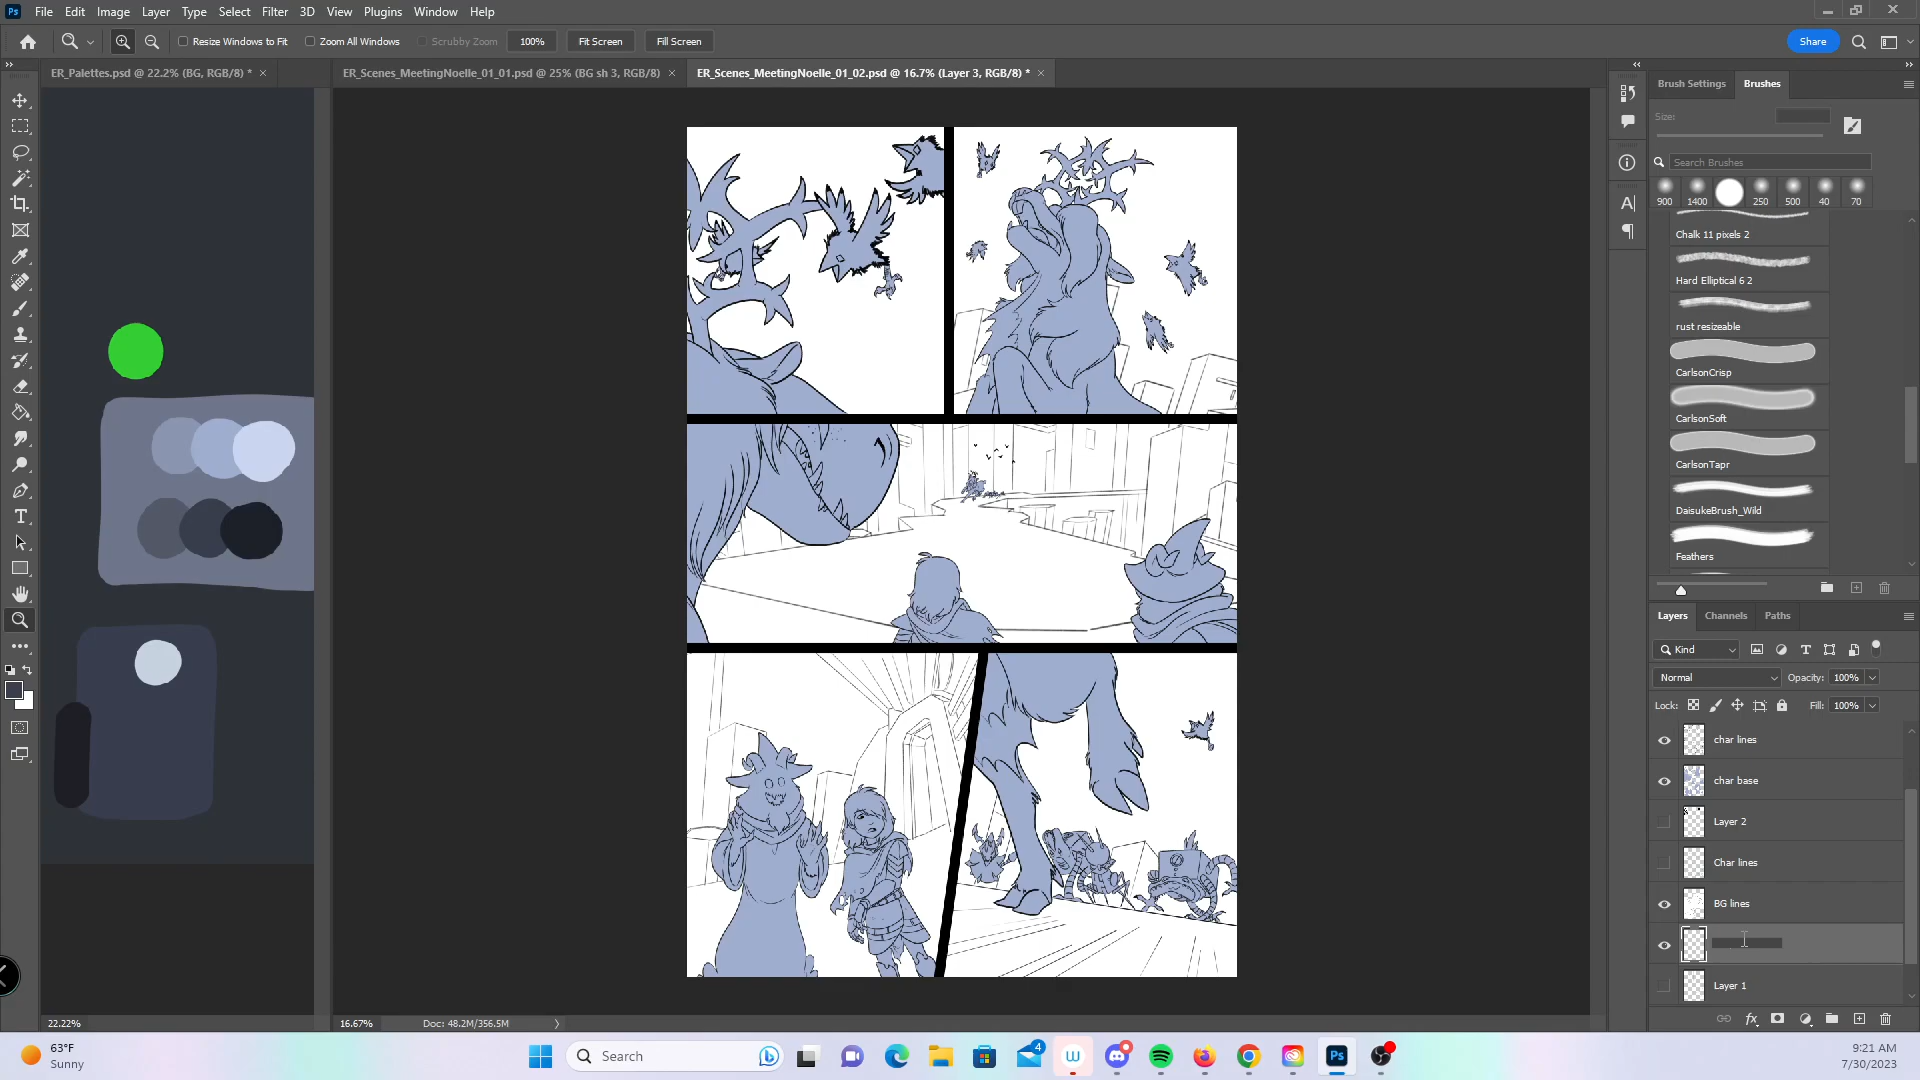 Ps File Edit Image Layer Type Select Filter 3D View Plugins Window Help
Resize Windows to Fit Zoom All Windows Scrubby Zoom 100% Fit Screen Fill Screen Share
ER_Palettes.psd @ 22.2% (BG, RGB/8) * ER_Scenes_MeetingNoelle_01_01.psd @ 25% (BG sh 3, RGB/8) ER_Scenes_MeetingNoelle_01_02.psd @ 16.7% (Layer 3, RGB/8) *
Brush Settings Brushes
Size:
Search Brushes
900 1400 250 500 40 70
Chalk 11 pixels 2
Hard Elliptical 6 2
rust resizeable
CarlsonCrisp
CarlsonSoft
CarlsonTapr
DaisukeBrush_Wild
Feathers
Layers Channels Paths
Kind
Normal Opacity: 100%
Lock: Fill: 100%
char lines
char base
Layer 2
Char lines
BG lines
Layer 1
22.22% 16.67% Doc: 48.2M/356.5M
63°F
Sunny
Search
4
Ps
9:21 AM
7/30/2023